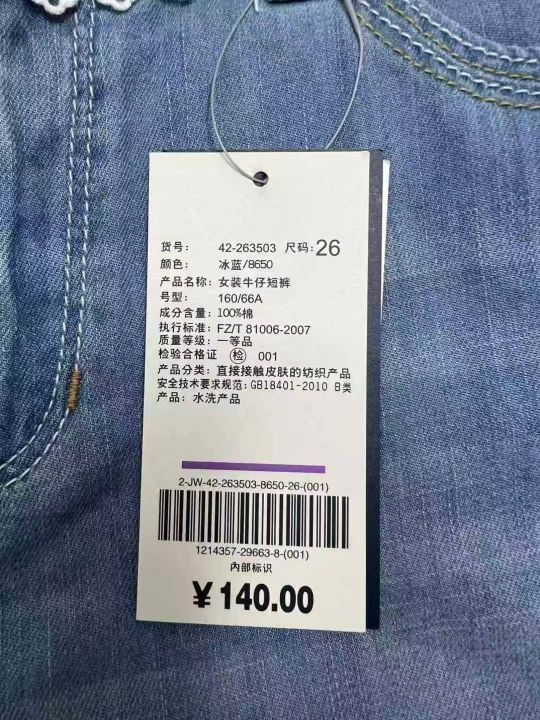 货号： 42-263503 尺码：26
颜色： 冰蓝/8650
产品名称：女装牛仔短裤
号型： 160/66A
成分含量：100%棉
执行标准：FZ/T 81006-2007
质量等级：一等品
检验合格证 检 001
产品分类：直接接触皮肤的纺织产品
安全技术要求规范：GB18401-2010 B类
产品：水洗产品
2-JW-42-263503-8650-26-(001)
1214357-29663-8-(001)
内部标识
¥140.00